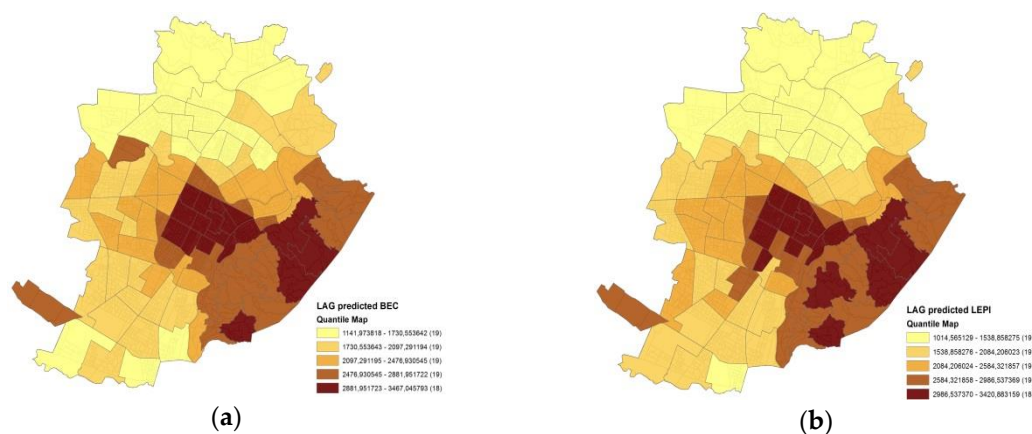 LAG predicted BEC
Quantile Map
1141,973818 - 1730,553642 (19)
1730,553643 - 2097,291194 (19)
2097,291195 - 2476,930545 (19)
2476,930545 - 2881,951722 (19)
2881,951723 - 3467,045793 (18)
(a)
LAG predicted LEPI
Quantile Map
1014,565129 - 1538,858275 (19
1538,858276 - 2084,206023 (19
2084,206024 - 2584,321857 (19
2584,321858 - 2986,537369 (19
2986,537370 - 3420,883159 (18
(b)